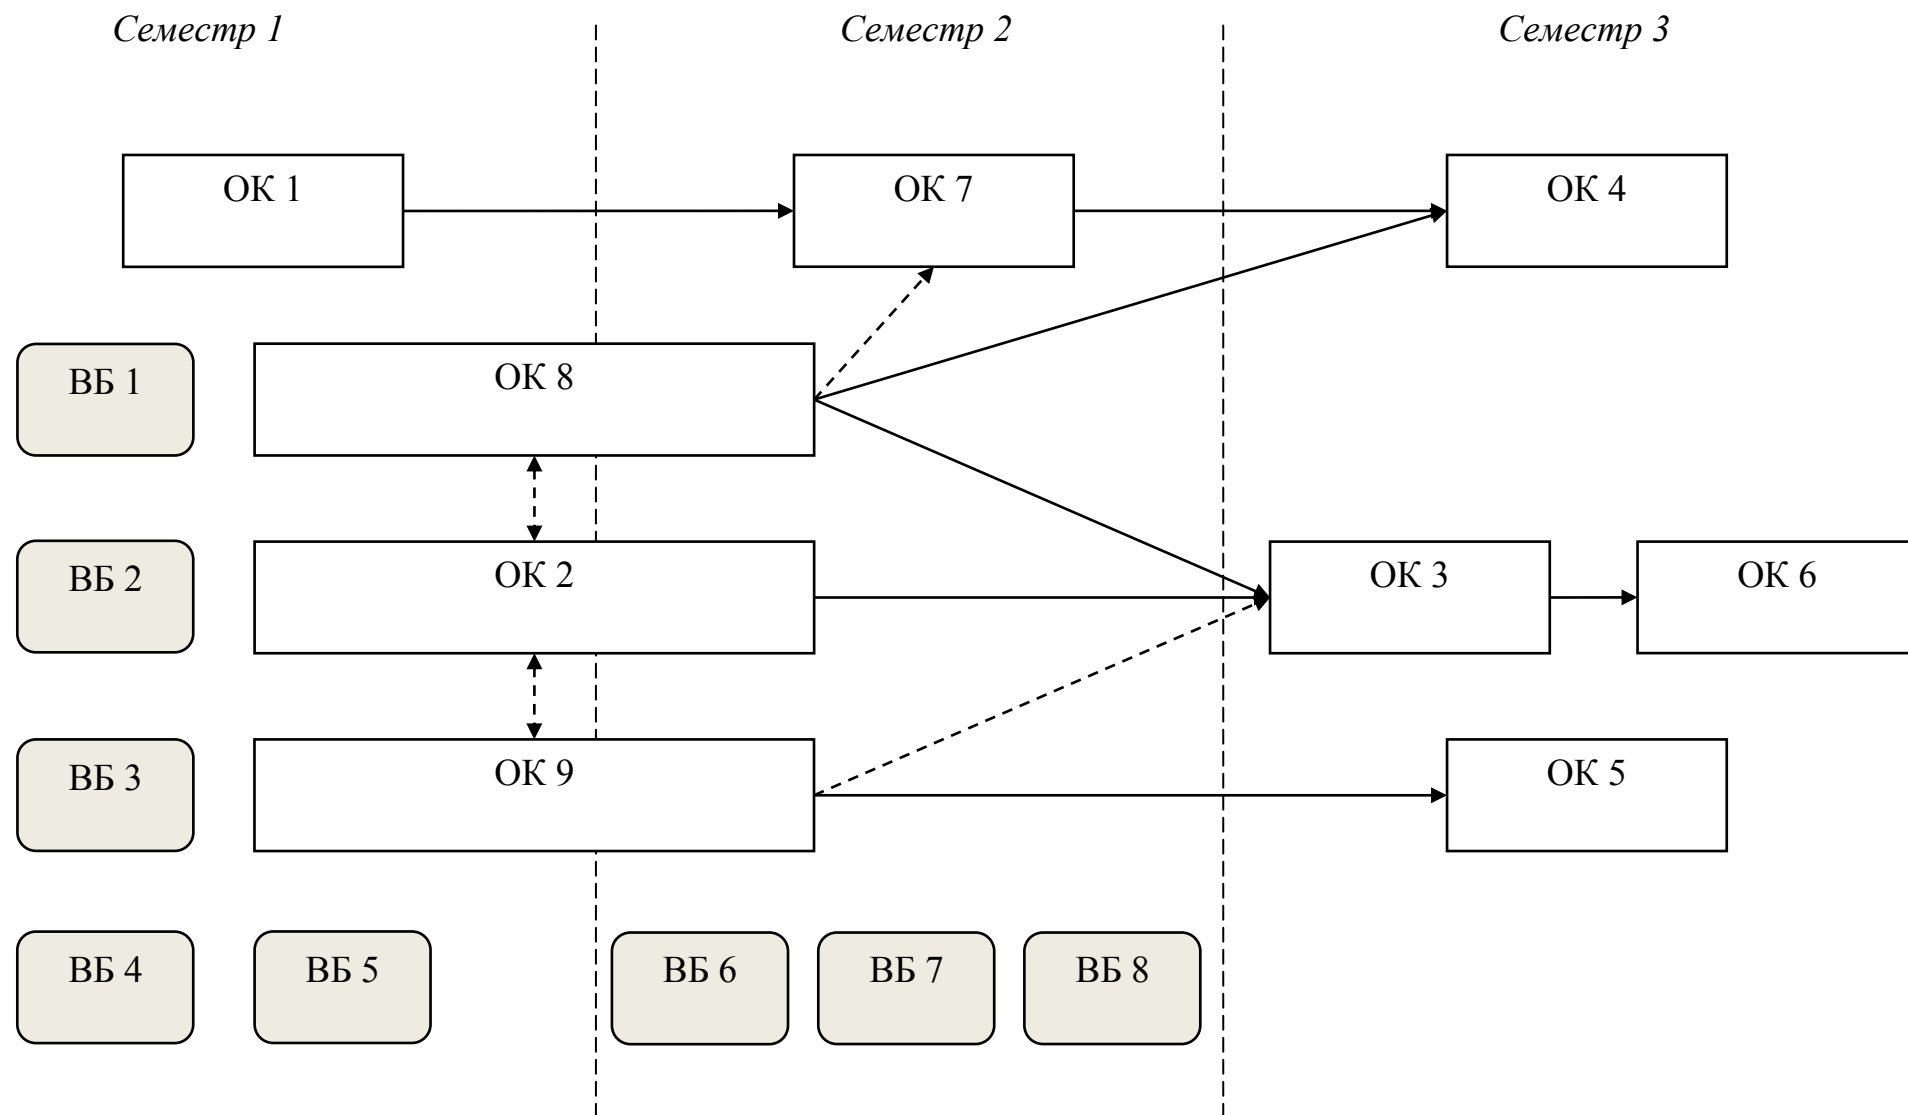 Семестр 1
Семестр 2
Семестр 3
ОК 1
ОК 7
ОК 4
ВБ 1
ОК 8
ВБ 2
ОК 2
ОК 3
ОК 6
ВБ 3
ОК 9
ОК 5
ВБ 4
ВБ 5
ВБ 6
ВБ 7
ВБ 8